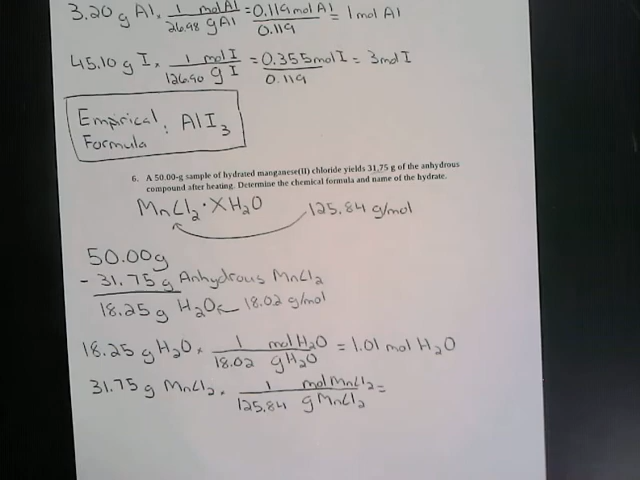 3.20 g Al × 1 mol Al / 26.98 g Al = 0.119 mol Al / 0.119 = 1 mol Al
45.10 g I × 1 mol I / 126.90 g I = 0.355 mol I / 0.119 = 3 mol I
Empirical Formula : AlI₃
6. A 50.00-g sample of hydrated manganese(II) chloride yields 31.75 g of the anhydrous
compound after heating. Determine the chemical formula and name of the hydrate.
MnCl₂ · XH₂O 125.84 g/mol
50.00g
- 31.75 g Anhydrous MnCl₂
18.25 g H₂O ← 18.02 g/mol
18.25 g H₂O × 1 mol H₂O / 18.02 g H₂O = 1.01 mol H₂O
31.75 g MnCl₂ × 1 mol MnCl₂ / 125.84 g MnCl₂ =